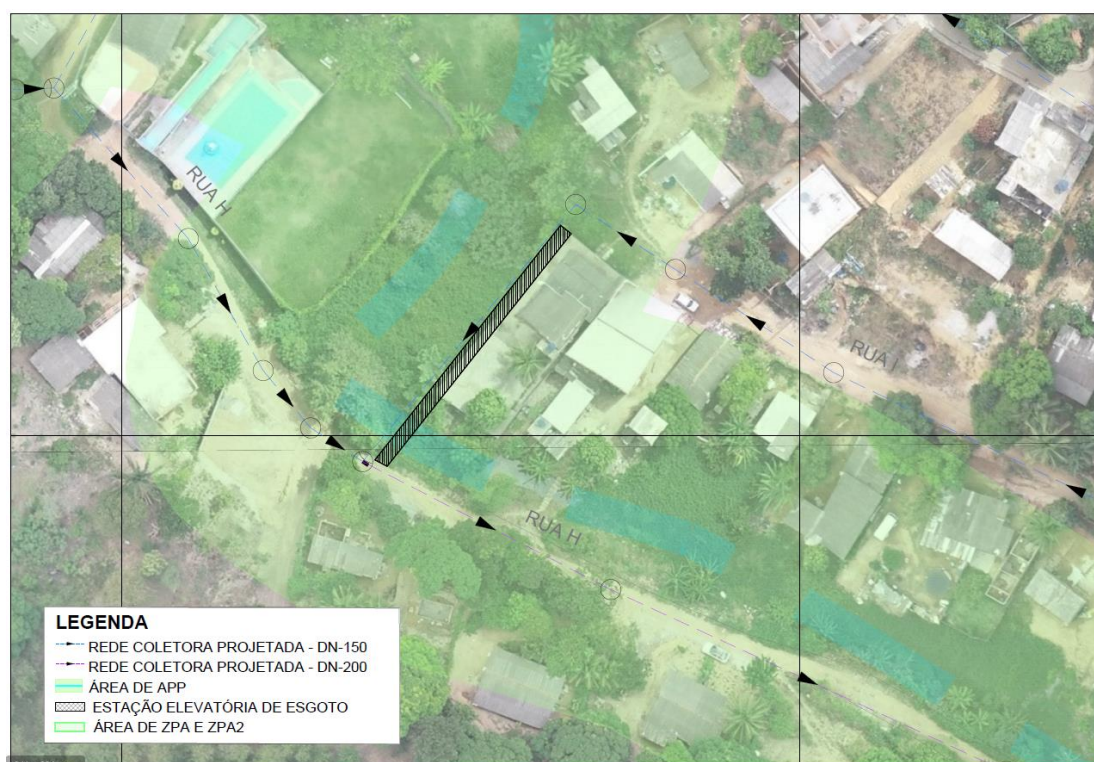 RUA H
RUA I
RUA H
LEGENDA
REDE COLETORA PROJETADA - DN-150
REDE COLETORA PROJETADA - DN-200
ÁREA DE APP
ESTAÇÃO ELEVATÓRIA DE ESGOTO
ÁREA DE ZPA E ZPA2